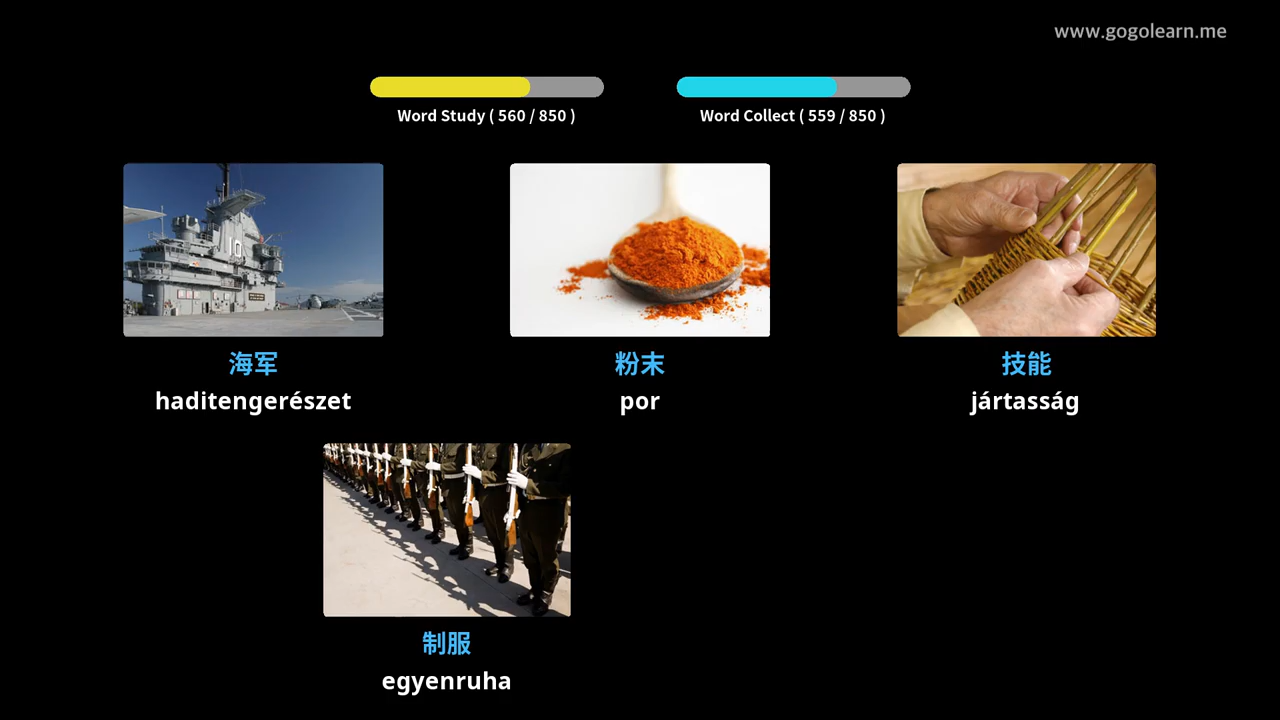 www.gogolearn.me
Word Study ( 560 / 850 )
Word Collect ( 559 / 850 )
海军
haditengerészet
粉末
por
技能
jártasság
制服
egyenruha